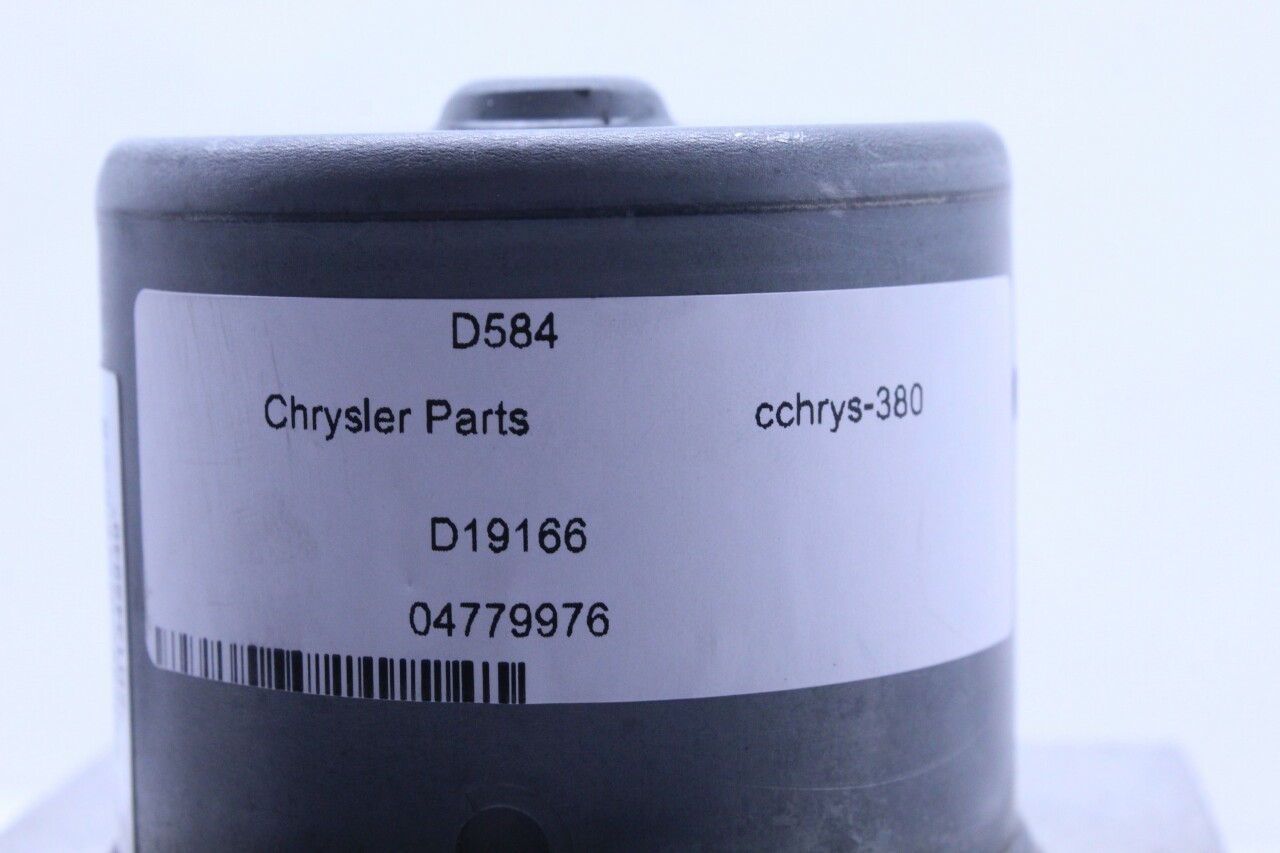 D584
Chrysler Parts cchrys-380
D19166
04779976